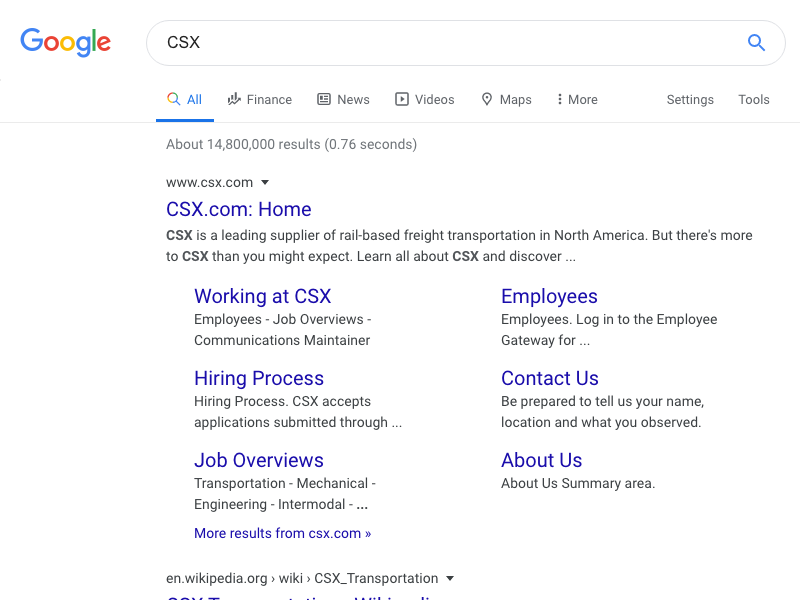 Google
CSX
All Finance News Videos Maps More Settings Tools
About 14,800,000 results (0.76 seconds)
www.csx.com
CSX.com: Home
CSX is a leading supplier of rail-based freight transportation in North America. But there's more
to CSX than you might expect. Learn all about CSX and discover ...
Working at CSX
Employees - Job Overviews -
Communications Maintainer
Employees
Employees. Log in to the Employee
Gateway for ...
Hiring Process
Hiring Process. CSX accepts
applications submitted through ...
Contact Us
Be prepared to tell us your name,
location and what you observed.
Job Overviews
Transportation - Mechanical -
Engineering - Intermodal - ...
About Us
About Us Summary area.
More results from csx.com »
en.wikipedia.org › wiki › CSX_Transportation
CSX Transportation - Wikipedia